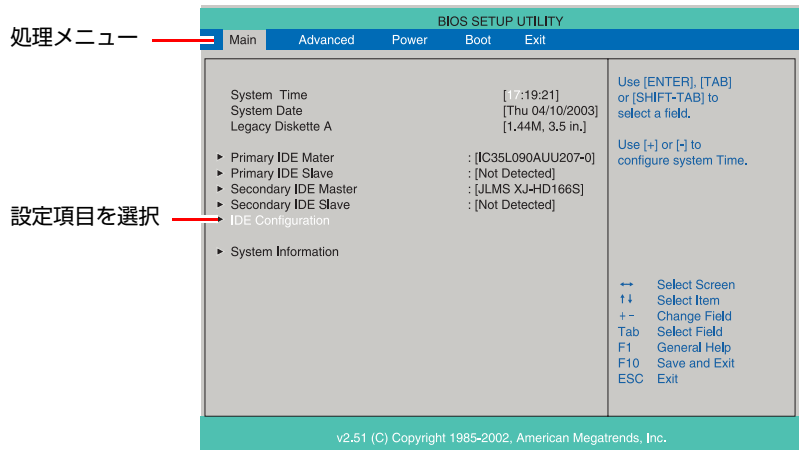 BIOS SETUP UTILITY
処理メニュー
Main Advanced Power Boot Exit
System Time [17:19:21]
System Date [Thu 04/10/2003]
Legacy Diskette A [1.44M, 3.5 in.]
▸ Primary IDE Mater : [IC35L090AUU207-0]
▸ Primary IDE Slave : [Not Detected]
▸ Secondary IDE Master : [JLMS XJ-HD166S]
▸ Secondary IDE Slave : [Not Detected]
設定項目を選択
▸ IDE Configuration
▸ System Information
Use [ENTER], [TAB]
or [SHIFT-TAB] to
select a field.
Use [+] or [-] to
configure system Time.
↔ Select Screen
↑↓ Select Item
+ - Change Field
Tab Select Field
F1 General Help
F10 Save and Exit
ESC Exit
v2.51 (C) Copyright 1985-2002, American Megatrends, Inc.